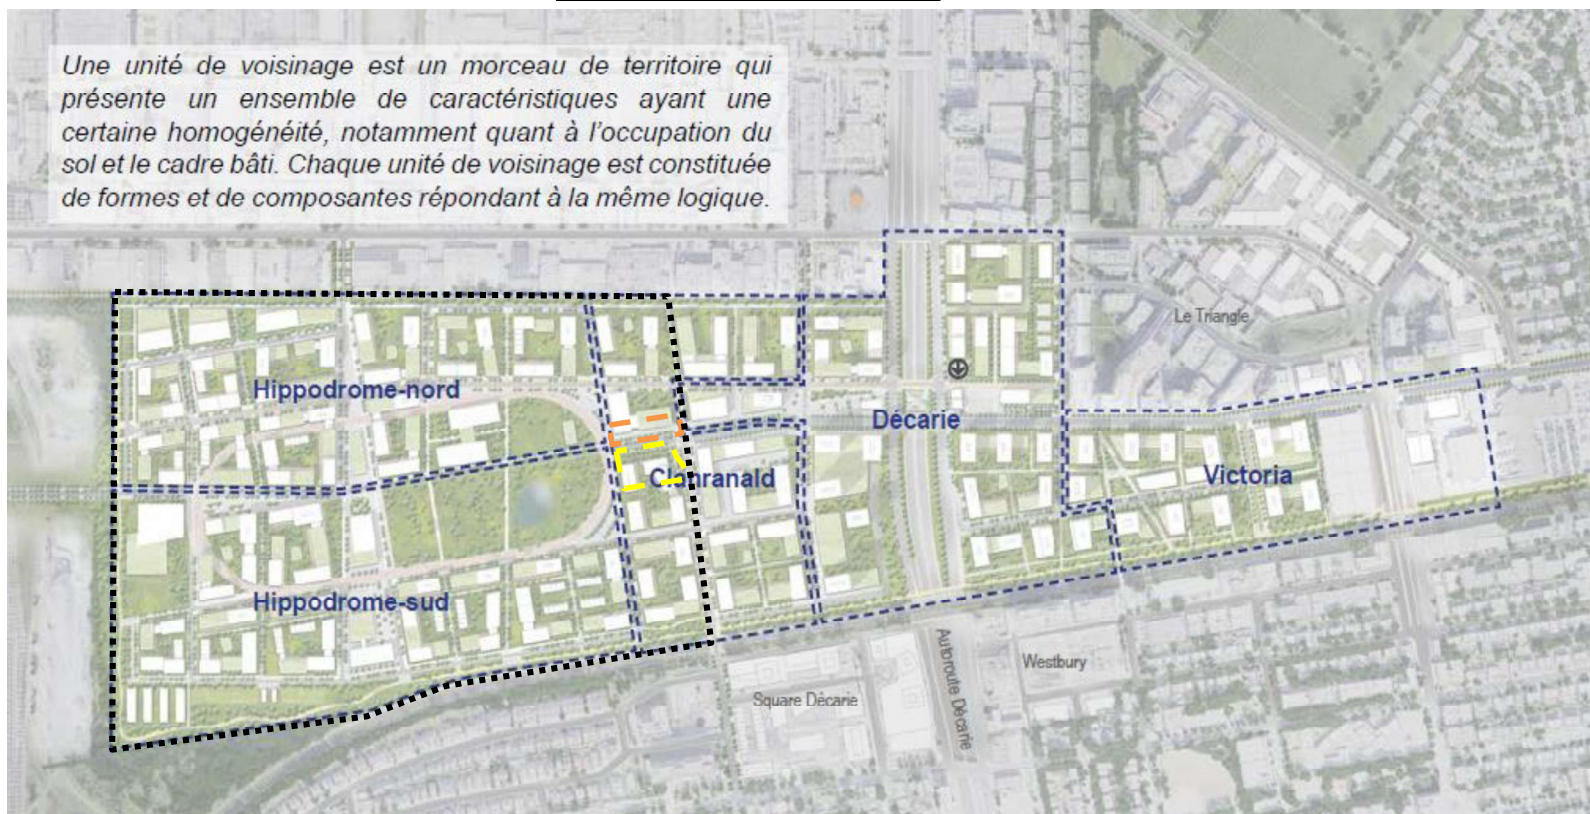 Une unité de voisinage est un morceau de territoire qui
présente un ensemble de caractéristiques ayant une
certaine homogénéité, notamment quant à l'occupation du
sol et le cadre bâti. Chaque unité de voisinage est constituée
de formes et de composantes répondant à la même logique.
Le Triangle
Hippodrome-nord
Décarie
Clanranald
Victoria
Hippodrome-sud
Autoroute Décarie
Westbury
Square Décarie